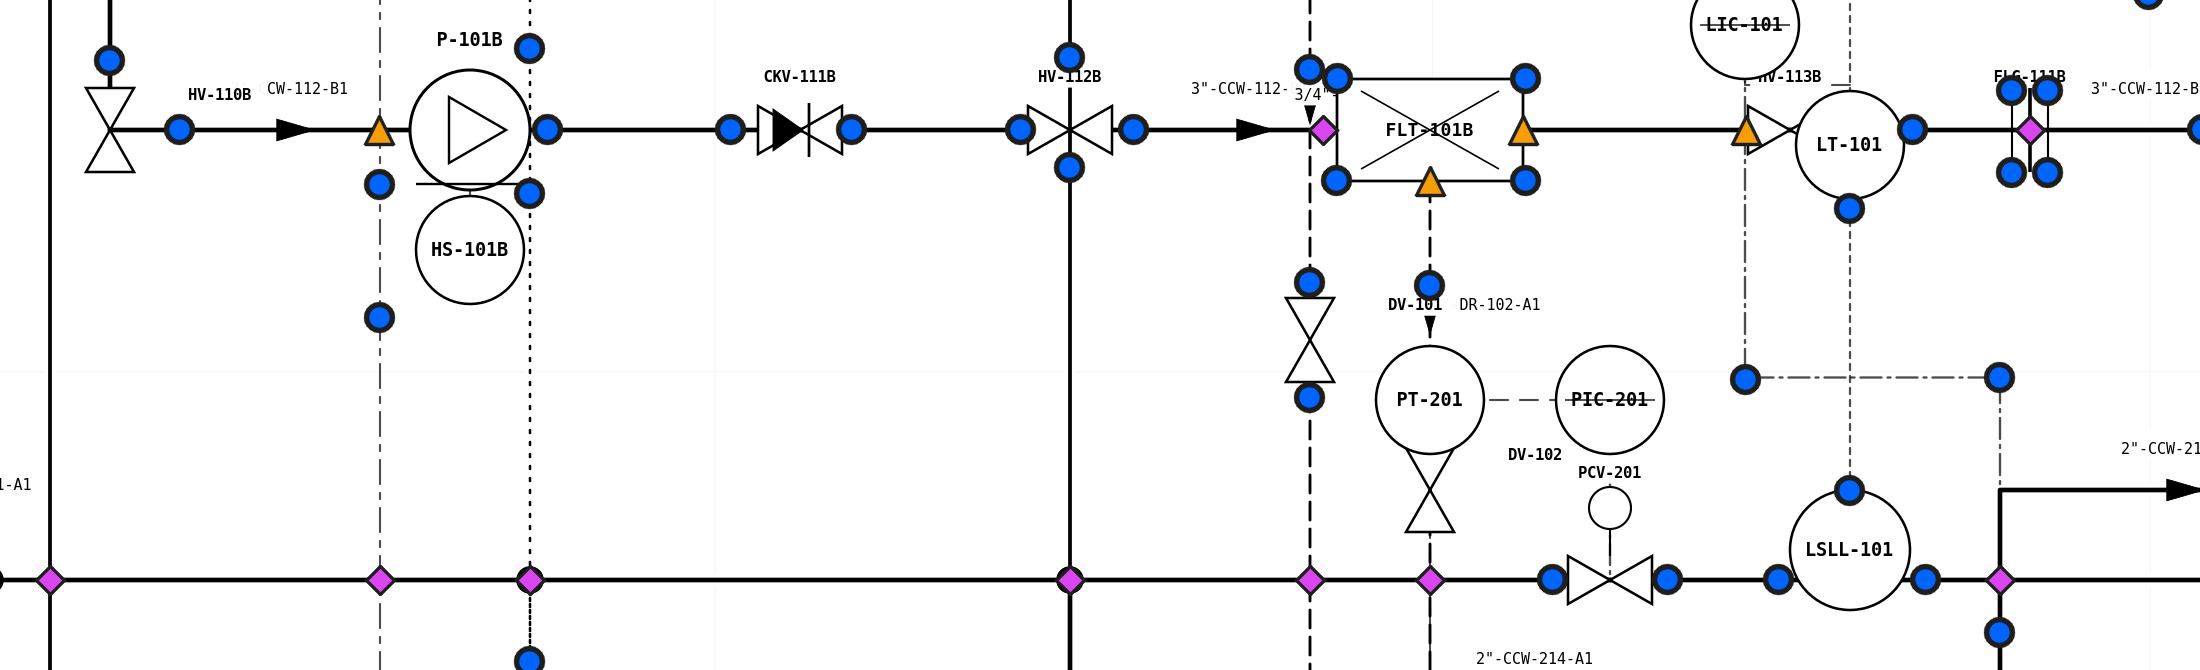 LIC-101
P-101B
CKV-111B
HV-112B
HV-113B
FLG-111B
HV-110B
CW-112-B1
3"-CCW-112-
3/4"-
3"-CCW-112-B
FLT-101B
LT-101
HS-101B
DV-101
DR-102-A1
PT-201
PIC-201
2"-CCW-21
DV-102
PCV-201
1-A1
LSLL-101
2"-CCW-214-A1